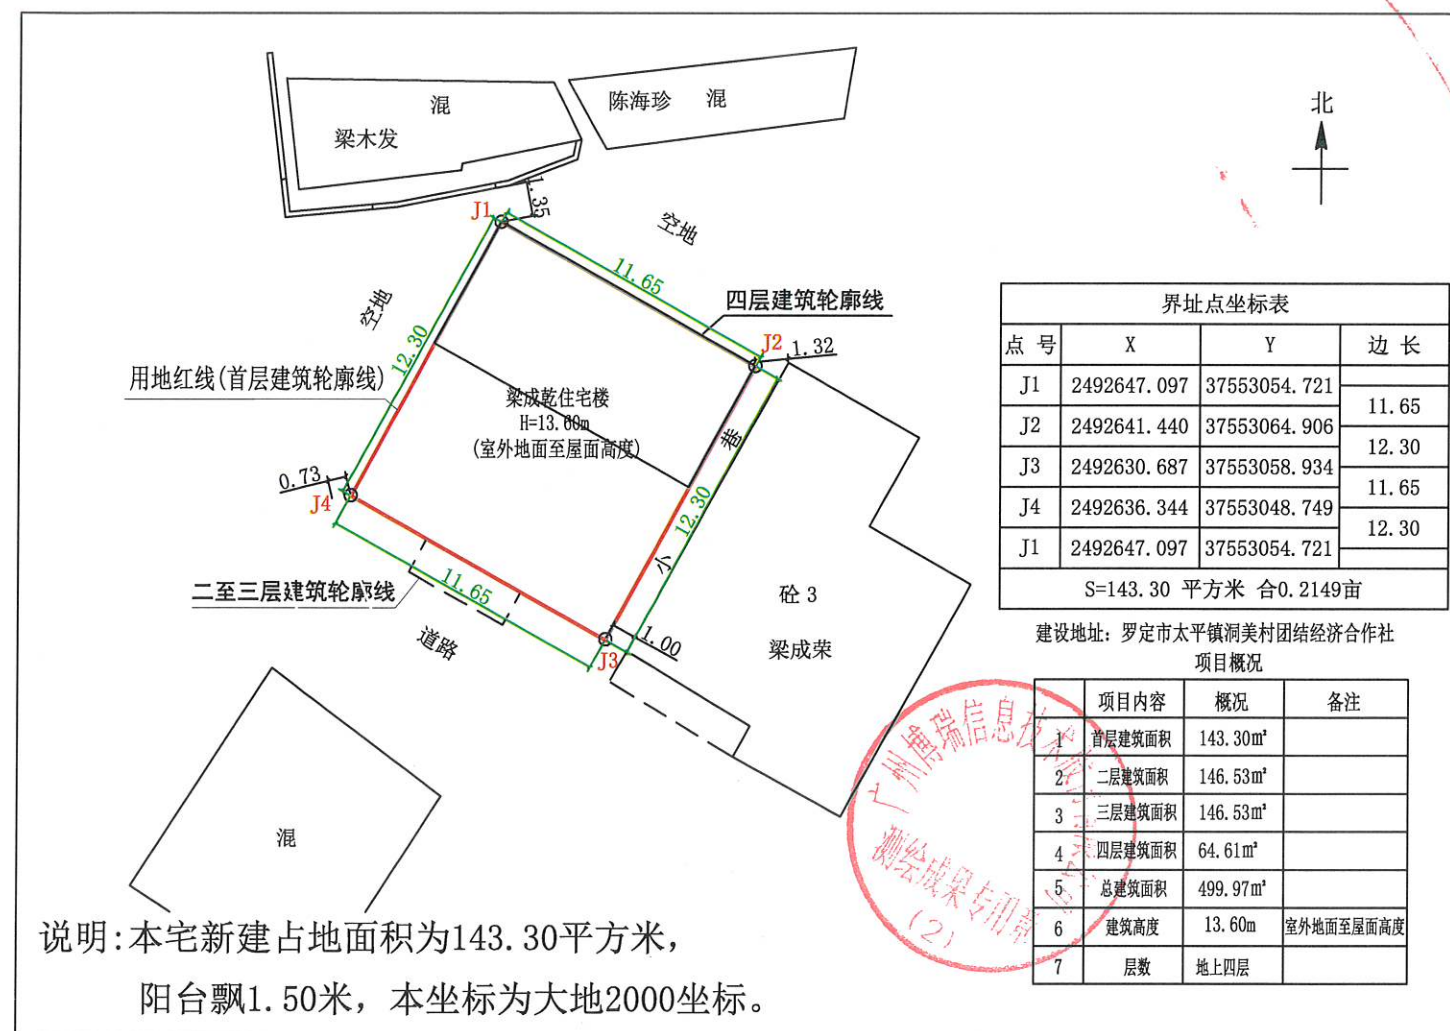 混
陈海珍 混
梁木发
北
1.35
J1
空地
11.65
四层建筑轮廓线
空地
J2
1.32
12.30
用地红线(首层建筑轮廓线)
梁成乾住宅楼
H=13.60m
(室外地面至屋面高度)
小 巷
12.30
0.73
J4
二至三层建筑轮廓线
11.65
道路
J3
1.00
砼3
梁成荣
混
界址点坐标表
点 号 X Y 边 长
J1 2492647.097 37553054.721
11.65
J2 2492641.440 37553064.906
12.30
J3 2492630.687 37553058.934
11.65
J4 2492636.344 37553048.749
12.30
J1 2492647.097 37553054.721
S=143.30 平方米 合0.2149亩
建设地址: 罗定市太平镇洞美村团结经济合作社
项目概况
项目内容 概况 备注
1 首层建筑面积 143.30m²
2 二层建筑面积 146.53m²
3 三层建筑面积 146.53m²
4 四层建筑面积 64.61m²
5 总建筑面积 499.97m²
6 建筑高度 13.60m 室外地面至屋面高度
7 层数 地上四层
广州博瑞信息技术
测绘成果专用章
(2)
说明:本宅新建占地面积为143.30平方米,
阳台飘1.50米, 本坐标为大地2000坐标。